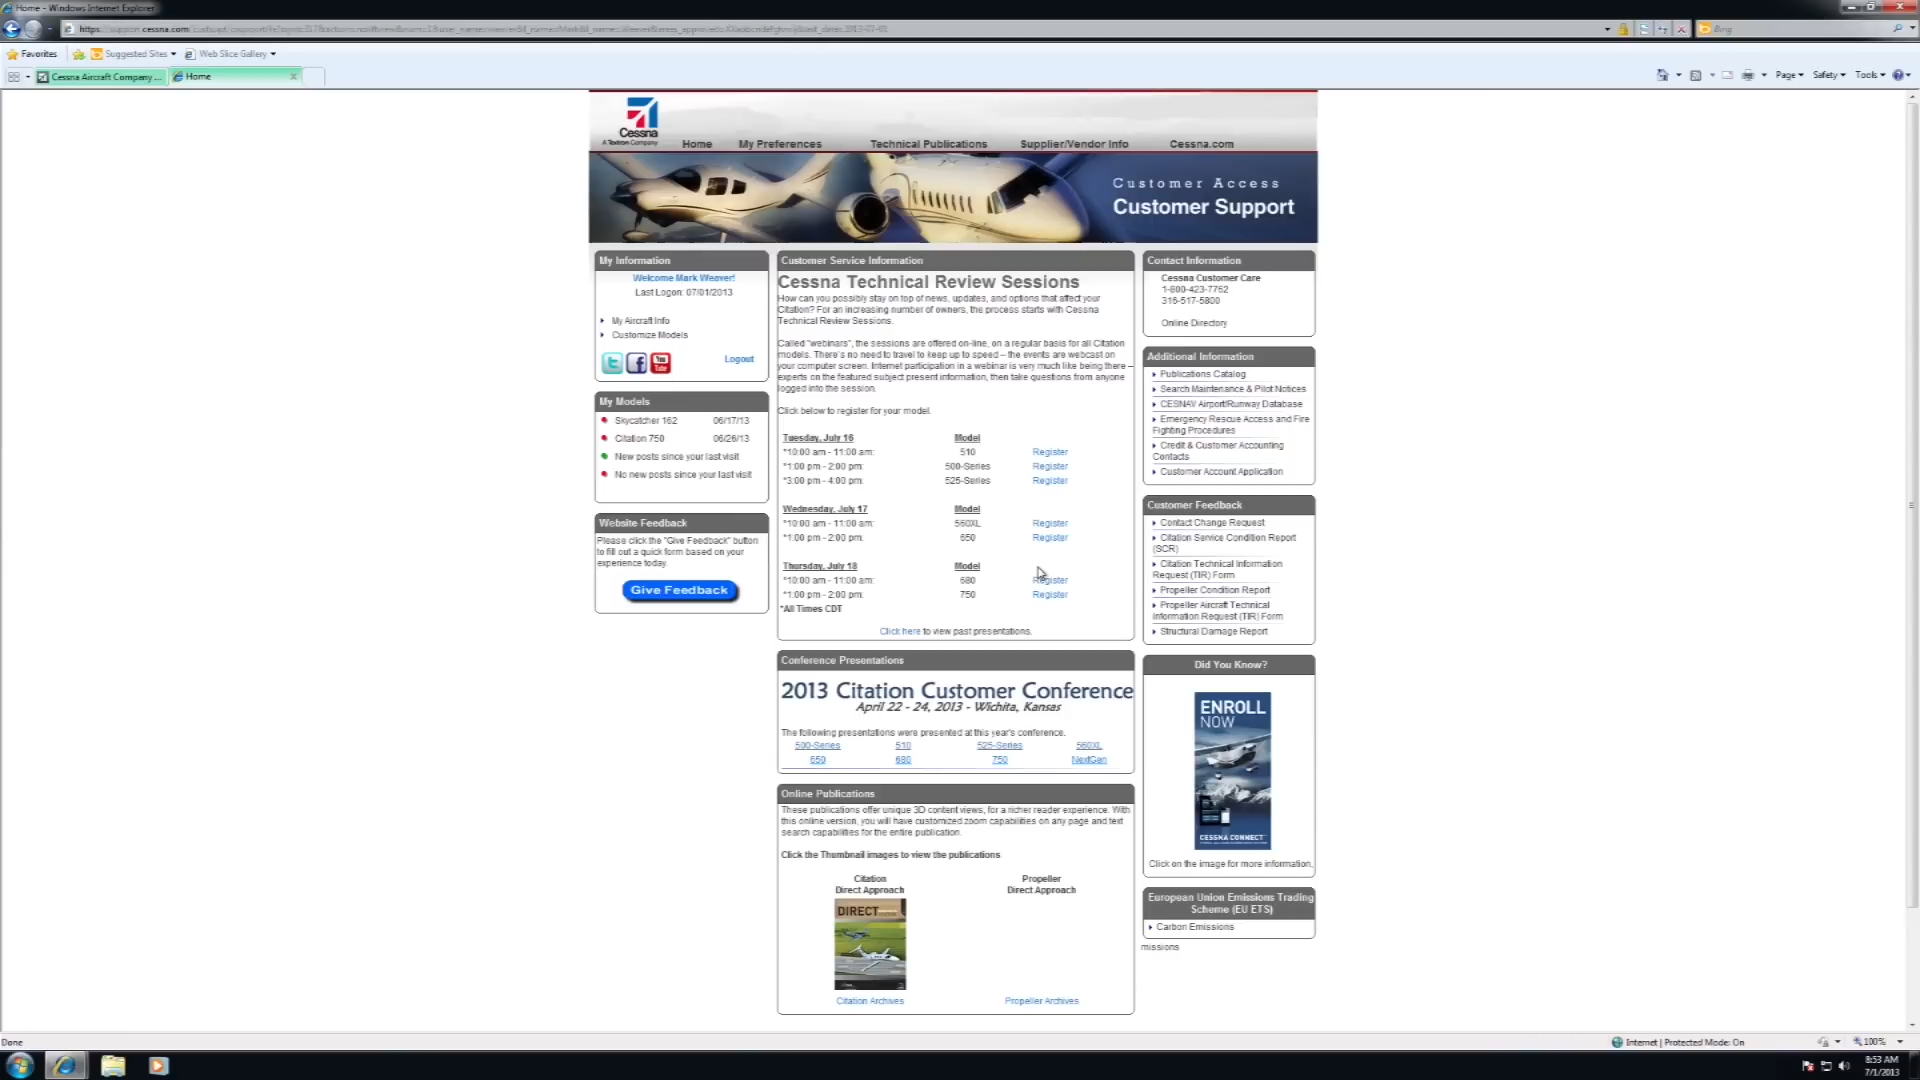 Home - Windows Internet Explorer
Favorites Suggested Sites Web Slice Gallery
Cessna Aircraft Company ... Home
Page Safety Tools
Bing
Cessna
A Textron Company
Home My Preferences Technical Publications Supplier/Vendor Info Cessna.com
Customer Access
Customer Support
My Information
Welcome Mark Weaver!
Last Logon: 07/01/2013
My Aircraft Info
Customize Models
You Tube
Logout
My Models
Skycatcher 162 06/17/13
Citation 750 06/26/13
New posts since your last visit
No new posts since your last visit
Website Feedback
Please click the "Give Feedback" button
to fill out a quick form based on your
experience today.
Give Feedback
Customer Service Information
Cessna Technical Review Sessions
How can you possibly stay on top of news, updates, and options that affect your
Citation? For an increasing number of owners, the process starts with Cessna
Technical Review Sessions.
Called "webinars", the sessions are offered on-line, on a regular basis for all Citation
models. There's no need to travel to keep up to speed – the events are webcast on
your computer screen. Internet participation in a webinar is very much like being there –
experts on the featured subject present information, then take questions from anyone
logged into the session.
Click below to register for your model.
Tuesday, July 16 Model
*10:00 am - 11:00 am: 510 Register
*1:00 pm - 2:00 pm: 500-Series Register
*3:00 pm - 4:00 pm: 525-Series Register
Wednesday, July 17 Model
*10:00 am - 11:00 am: 560XL Register
*1:00 pm - 2:00 pm: 650 Register
Thursday, July 18 Model
*10:00 am - 11:00 am: 680 Register
*1:00 pm - 2:00 pm: 750 Register
*All Times CDT
Click here to view past presentations.
Conference Presentations
2013 Citation Customer Conference
April 22 - 24, 2013 - Wichita, Kansas
The following presentations were presented at this year's conference.
500-Series 510 525-Series 560XL
650 680 750 NextGen
Online Publications
These publications offer unique 3D content views, for a richer reader experience. With
this online version, you will have customized zoom capabilities on any page and text
search capabilities for the entire publication.
Click the Thumbnail images to view the publications
Citation Propeller
Direct Approach Direct Approach
DIRECT
Citation Archives Propeller Archives
Contact Information
Cessna Customer Care
1-800-423-7762
316-517-5800
Online Directory
Additional Information
Publications Catalog
Search Maintenance & Pilot Notices
CESNAV Airport/Runway Database
Emergency Rescue Access and Fire
Fighting Procedures
Credit & Customer Accounting
Contacts
Customer Account Application
Customer Feedback
Contact Change Request
Citation Service Condition Report
(SCR)
Citation Technical Information
Request (TIR) Form
Propeller Condition Report
Propeller Aircraft Technical
Information Request (TIR) Form
Structural Damage Report
Did You Know?
ENROLL
NOW
CESSNA CONNECT
Click on the image for more information.
European Union Emissions Trading
Scheme (EU ETS)
Carbon Emissions
missions
Done
Internet | Protected Mode: On
100%
8:53 AM
7/1/2013